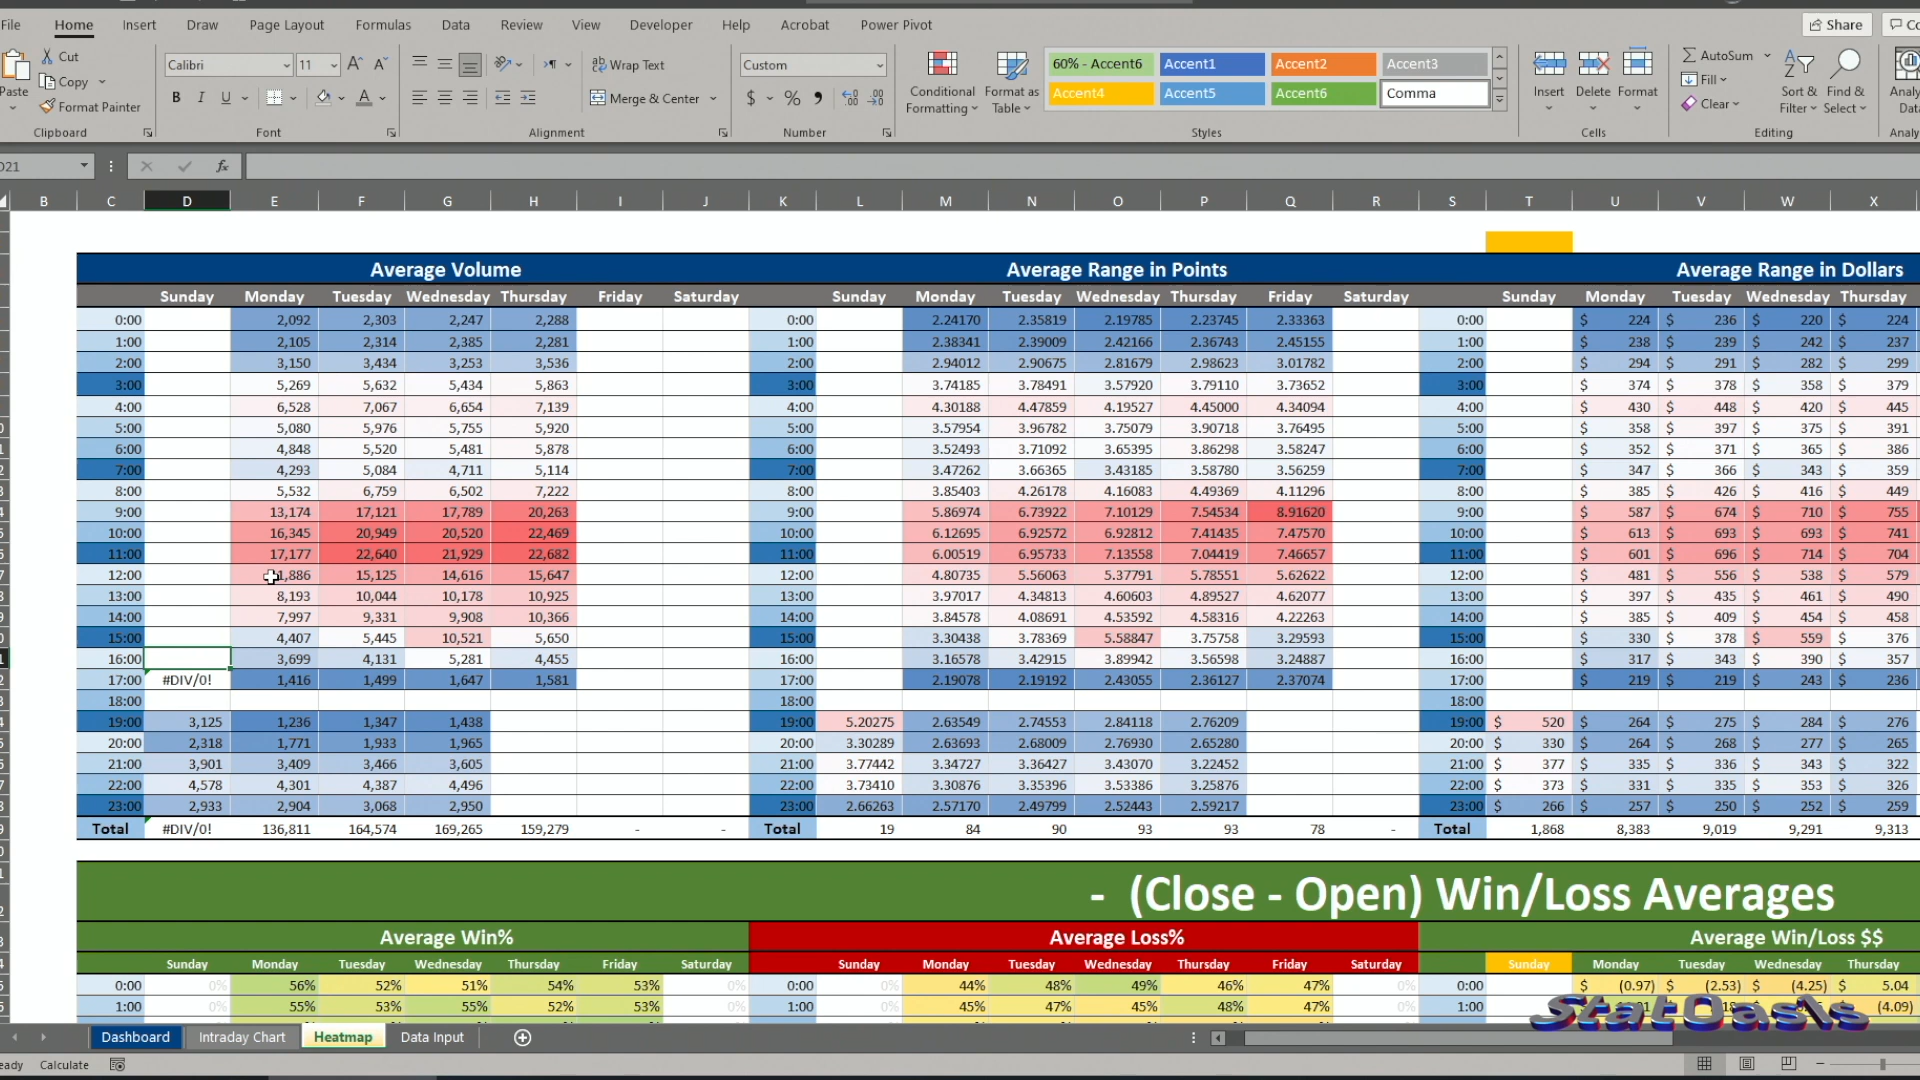 File Home Insert Draw Page Layout Formulas Data Review View Developer Help Acrobat Power Pivot Share
Cut
Copy
Format Painter
Paste
Calibri 11
Wrap Text
Merge & Center
Custom
Conditional Formatting
Format as Table
60% - Accent6 Accent1 Accent2 Accent3
Accent4 Accent5 Accent6 Comma
Insert Delete Format
AutoSum
Fill
Clear
Sort & Filter
Find & Select
Clipboard Font Alignment Number Styles Cells Editing
B C D E F G H I J K L M N O P Q R S T U V W X
Average Volume Average Range in Points Average Range in Dollars
Sunday Monday Tuesday Wednesday Thursday Friday Saturday Sunday Monday Tuesday Wednesday Thursday Friday Saturday Sunday Monday Tuesday Wednesday Thursday
0:00 2,092 2,303 2,247 2,288 0:00 2.24170 2.35819 2.19785 2.23745 2.33363 0:00 $ 224 $ 236 $ 220 $ 224
1:00 2,105 2,314 2,385 2,281 1:00 2.38341 2.39009 2.42166 2.36743 2.45155 1:00 $ 238 $ 239 $ 242 $ 237
2:00 3,150 3,434 3,253 3,536 2:00 2.94012 2.90675 2.81679 2.98623 3.01782 2:00 $ 294 $ 291 $ 282 $ 299
3:00 5,269 5,632 5,434 5,863 3:00 3.74185 3.78491 3.57920 3.79110 3.73652 3:00 $ 374 $ 378 $ 358 $ 379
4:00 6,528 7,067 6,654 7,139 4:00 4.30188 4.47859 4.19527 4.45000 4.34094 4:00 $ 430 $ 448 $ 420 $ 445
5:00 5,080 5,976 5,755 5,920 5:00 3.57954 3.96782 3.75079 3.90718 3.76495 5:00 $ 358 $ 397 $ 375 $ 391
6:00 4,848 5,520 5,481 5,878 6:00 3.52493 3.71092 3.65395 3.86298 3.58247 6:00 $ 352 $ 371 $ 365 $ 386
7:00 4,293 5,084 4,711 5,114 7:00 3.47262 3.66365 3.43185 3.58780 3.56259 7:00 $ 347 $ 366 $ 343 $ 359
8:00 5,532 6,759 6,502 7,222 8:00 3.85403 4.26178 4.16083 4.49369 4.11296 8:00 $ 385 $ 426 $ 416 $ 449
9:00 13,174 17,121 17,789 20,263 9:00 5.86974 6.73922 7.10129 7.54534 8.91620 9:00 $ 587 $ 674 $ 710 $ 755
10:00 16,345 20,949 20,520 22,469 10:00 6.12695 6.92572 6.92812 7.41435 7.47570 10:00 $ 613 $ 693 $ 693 $ 741
11:00 17,177 22,640 21,929 22,682 11:00 6.00519 6.95733 7.13558 7.04419 7.46657 11:00 $ 601 $ 696 $ 714 $ 704
12:00 15,125 14,616 15,647 12:00 4.80735 5.56063 5.37791 5.78551 5.62622 12:00 $ 481 $ 556 $ 538 $ 579
13:00 8,193 10,044 10,178 10,925 13:00 3.97017 4.34813 4.60603 4.89527 4.62077 13:00 $ 397 $ 435 $ 461 $ 490
14:00 7,997 9,331 9,908 10,366 14:00 3.84578 4.08691 4.53592 4.58316 4.22263 14:00 $ 385 $ 409 $ 454 $ 458
15:00 4,407 5,445 10,521 5,650 15:00 3.30438 3.78369 5.58847 3.75758 3.29593 15:00 $ 330 $ 378 $ 559 $ 376
16:00 3,699 4,131 5,281 4,455 16:00 3.16578 3.42915 3.89942 3.56598 3.24887 16:00 $ 317 $ 343 $ 390 $ 357
17:00 #DIV/0! 1,416 1,499 1,647 1,581 17:00 2.19078 2.19192 2.43055 2.36127 2.37074 17:00 $ 219 $ 219 $ 243 $ 236
18:00 18:00 18:00
19:00 3,125 1,236 1,347 1,438 19:00 5.20275 2.63549 2.74553 2.84118 2.76209 19:00 $ 520 $ 264 $ 275 $ 284 $ 276
20:00 2,318 1,771 1,933 1,965 20:00 3.30289 2.63693 2.68009 2.76930 2.65280 20:00 $ 330 $ 264 $ 268 $ 277 $ 265
21:00 3,901 3,409 3,466 3,605 21:00 3.77442 3.34727 3.36427 3.43070 3.22452 21:00 $ 377 $ 335 $ 336 $ 343 $ 322
22:00 4,578 4,301 4,387 4,496 22:00 3.73410 3.30876 3.35396 3.53386 3.25876 22:00 $ 373 $ 331 $ 335 $ 353 $ 326
23:00 2,933 2,904 3,068 2,950 23:00 2.66263 2.57170 2.49799 2.52443 2.59217 23:00 $ 266 $ 257 $ 250 $ 252 $ 259
Total #DIV/0! 136,811 164,574 169,265 159,279 - - Total 19 84 90 93 93 78 - Total 1,868 8,383 9,019 9,291 9,313
- (Close - Open) Win/Loss Averages
Average Win% Average Loss% Average Win/Loss $$
Sunday Monday Tuesday Wednesday Thursday Friday Saturday Sunday Monday Tuesday Wednesday Thursday Friday Saturday Sunday Monday Tuesday Wednesday Thursday
0:00 0% 56% 52% 51% 54% 53% 0% 0:00 0% 44% 48% 49% 46% 47% 0% 0:00 $ (0.97) $ (2.53) $ (4.25) $ 5.04
1:00 0% 55% 53% 55% 52% 53% 0% 1:00 0% 45% 47% 45% 48% 47% 0% 1:00 (4.09)
StatOasis
Dashboard Intraday Chart Heatmap Data Input
Calculate